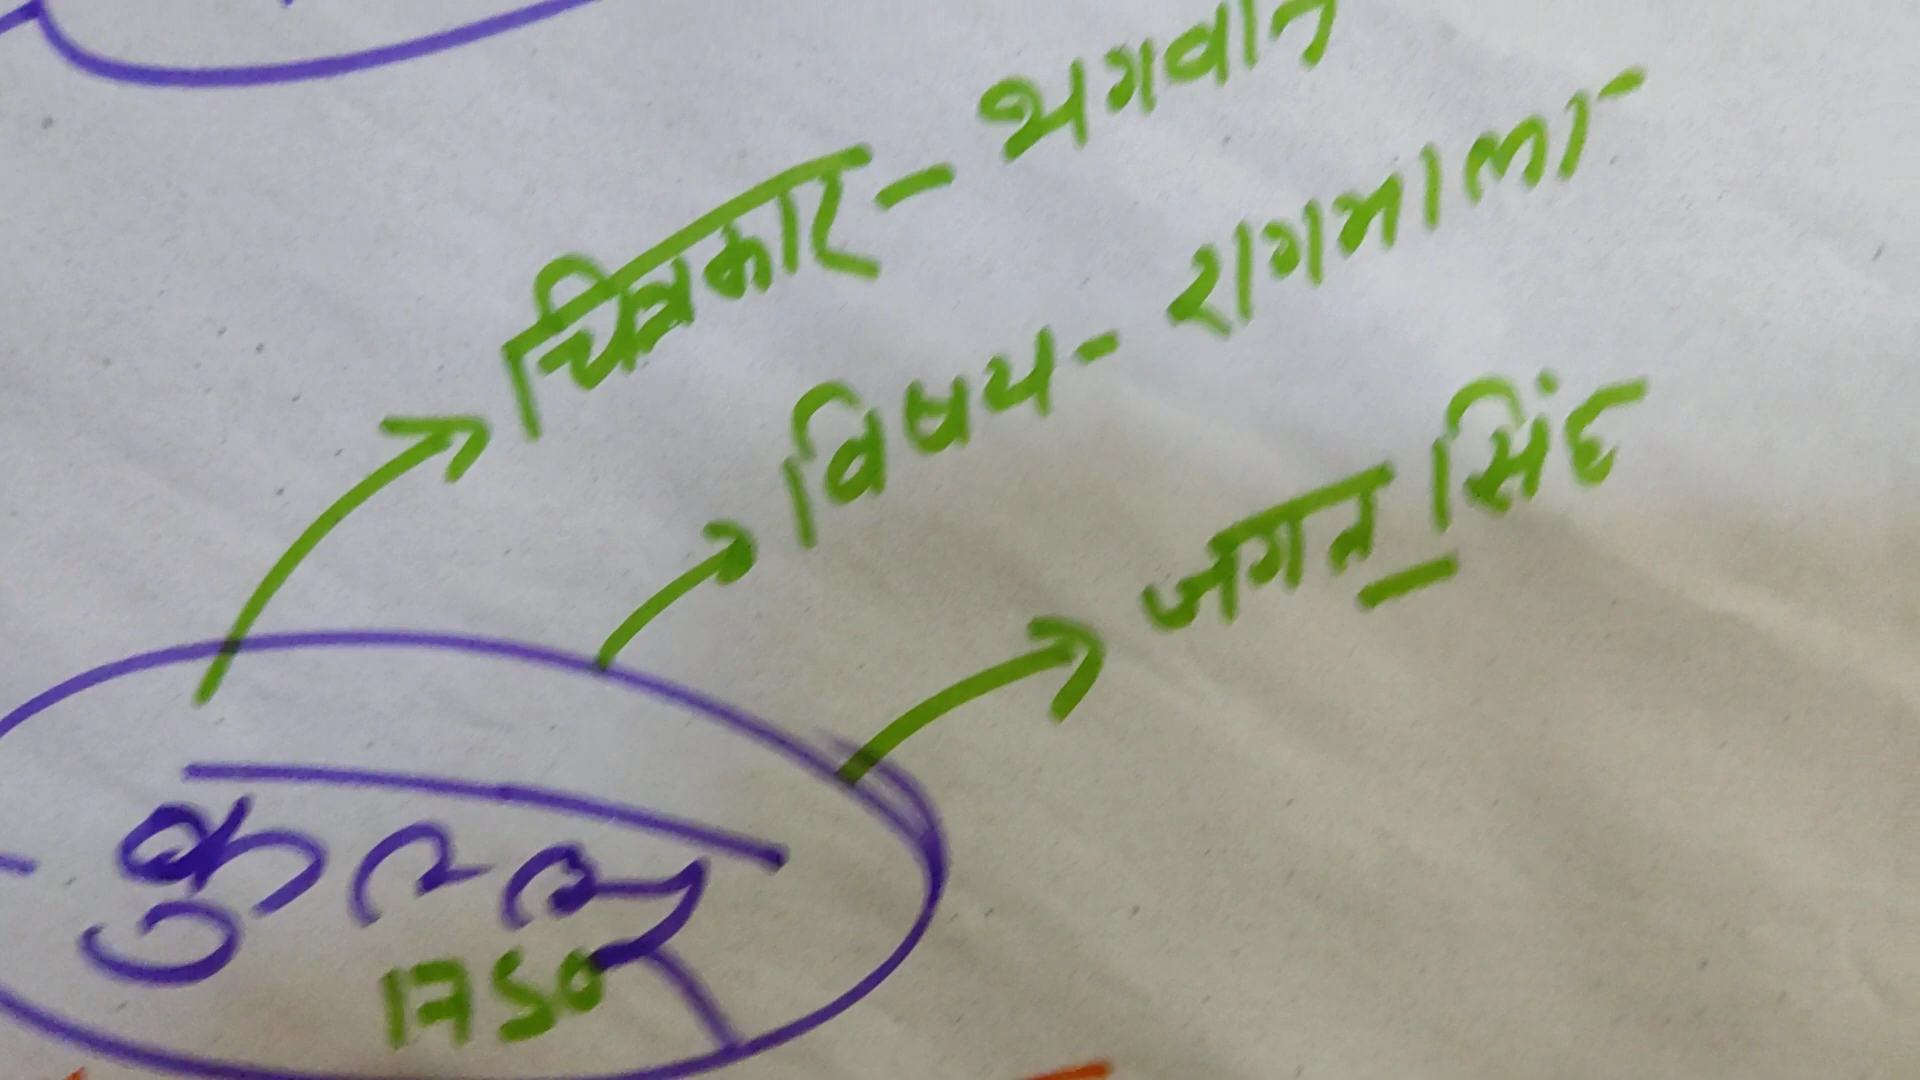 चित्रकार - भगवान
विषय - रागमाला
जगत सिंह
कुल्लू
1750